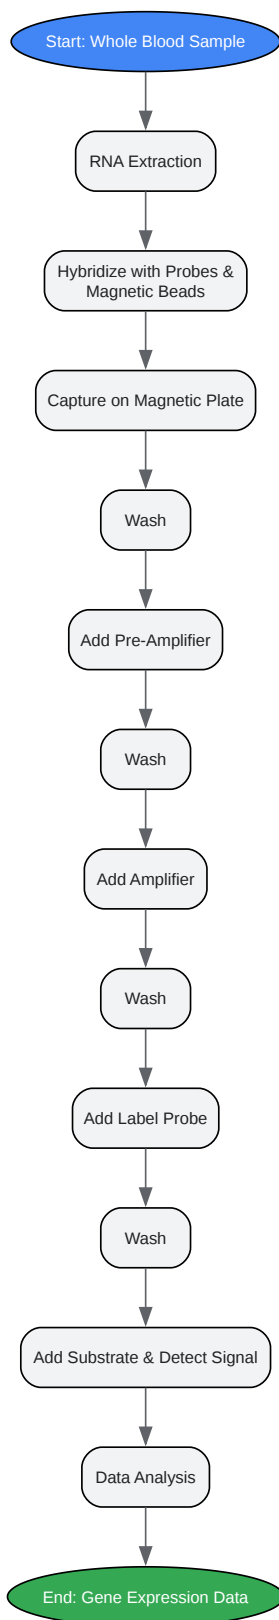 Start: Whole Blood Sample
RNA Extraction
Hybridize with Probes &
Magnetic Beads
Capture on Magnetic Plate
Wash
Add Pre-Amplifier
Wash
Add Amplifier
Wash
Add Label Probe
Wash
Add Substrate & Detect Signal
Data Analysis
End: Gene Expression Data